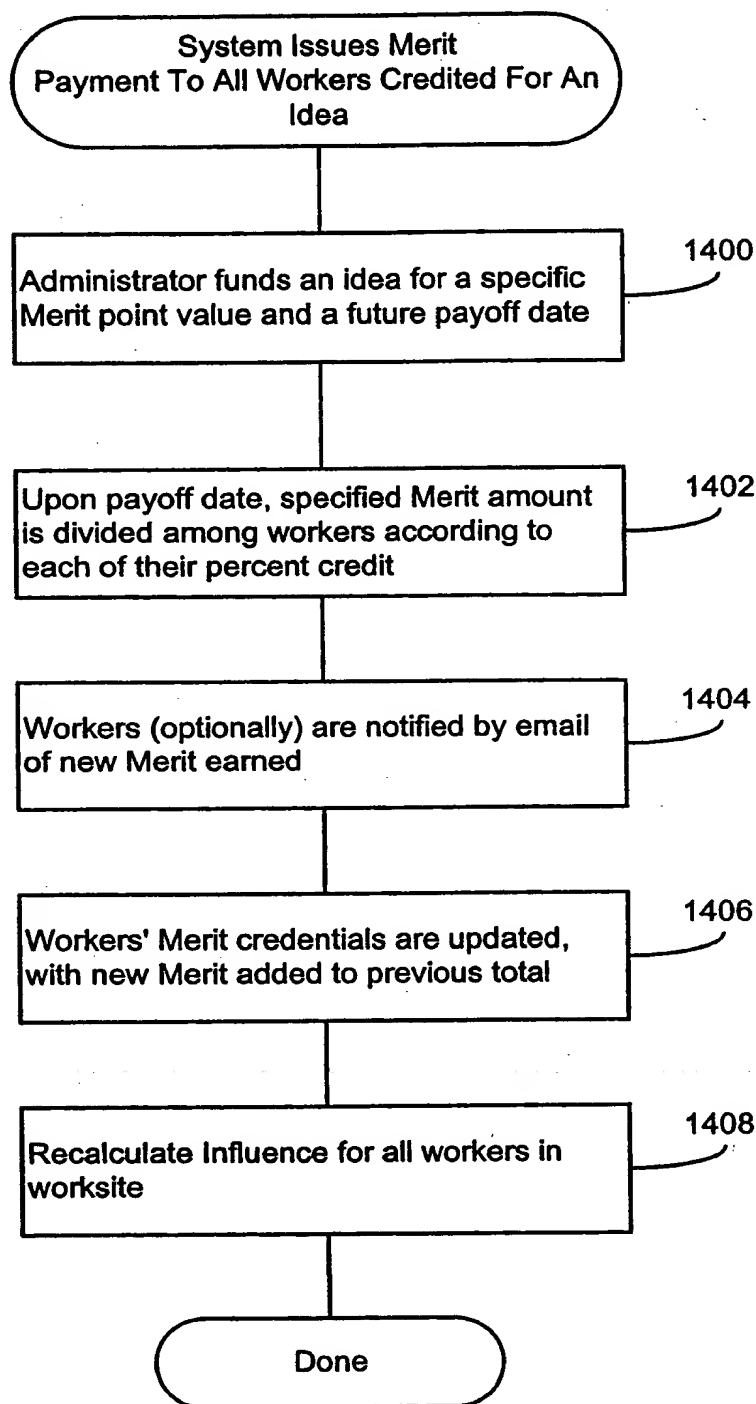 System Issues Merit
Payment To All Workers Credited For An
Idea
1400
Administrator funds an idea for a specific
Merit point value and a future payoff date
1402
Upon payoff date, specified Merit amount
is divided among workers according to
each of their percent credit
1404
Workers (optionally) are notified by email
of new Merit earned
1406
Workers' Merit credentials are updated,
with new Merit added to previous total
1408
Recalculate Influence for all workers in
worksite
Done